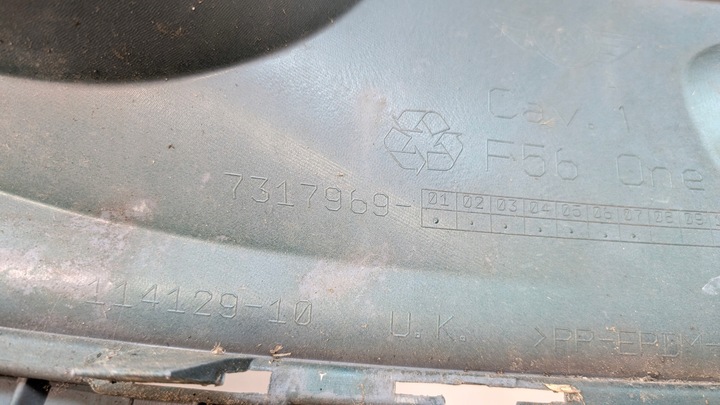 Cav. 1
F56 One
7317969- 01 02 03 04 05 06 07 08 09
114129-10 U.K. >PP-EPDM-